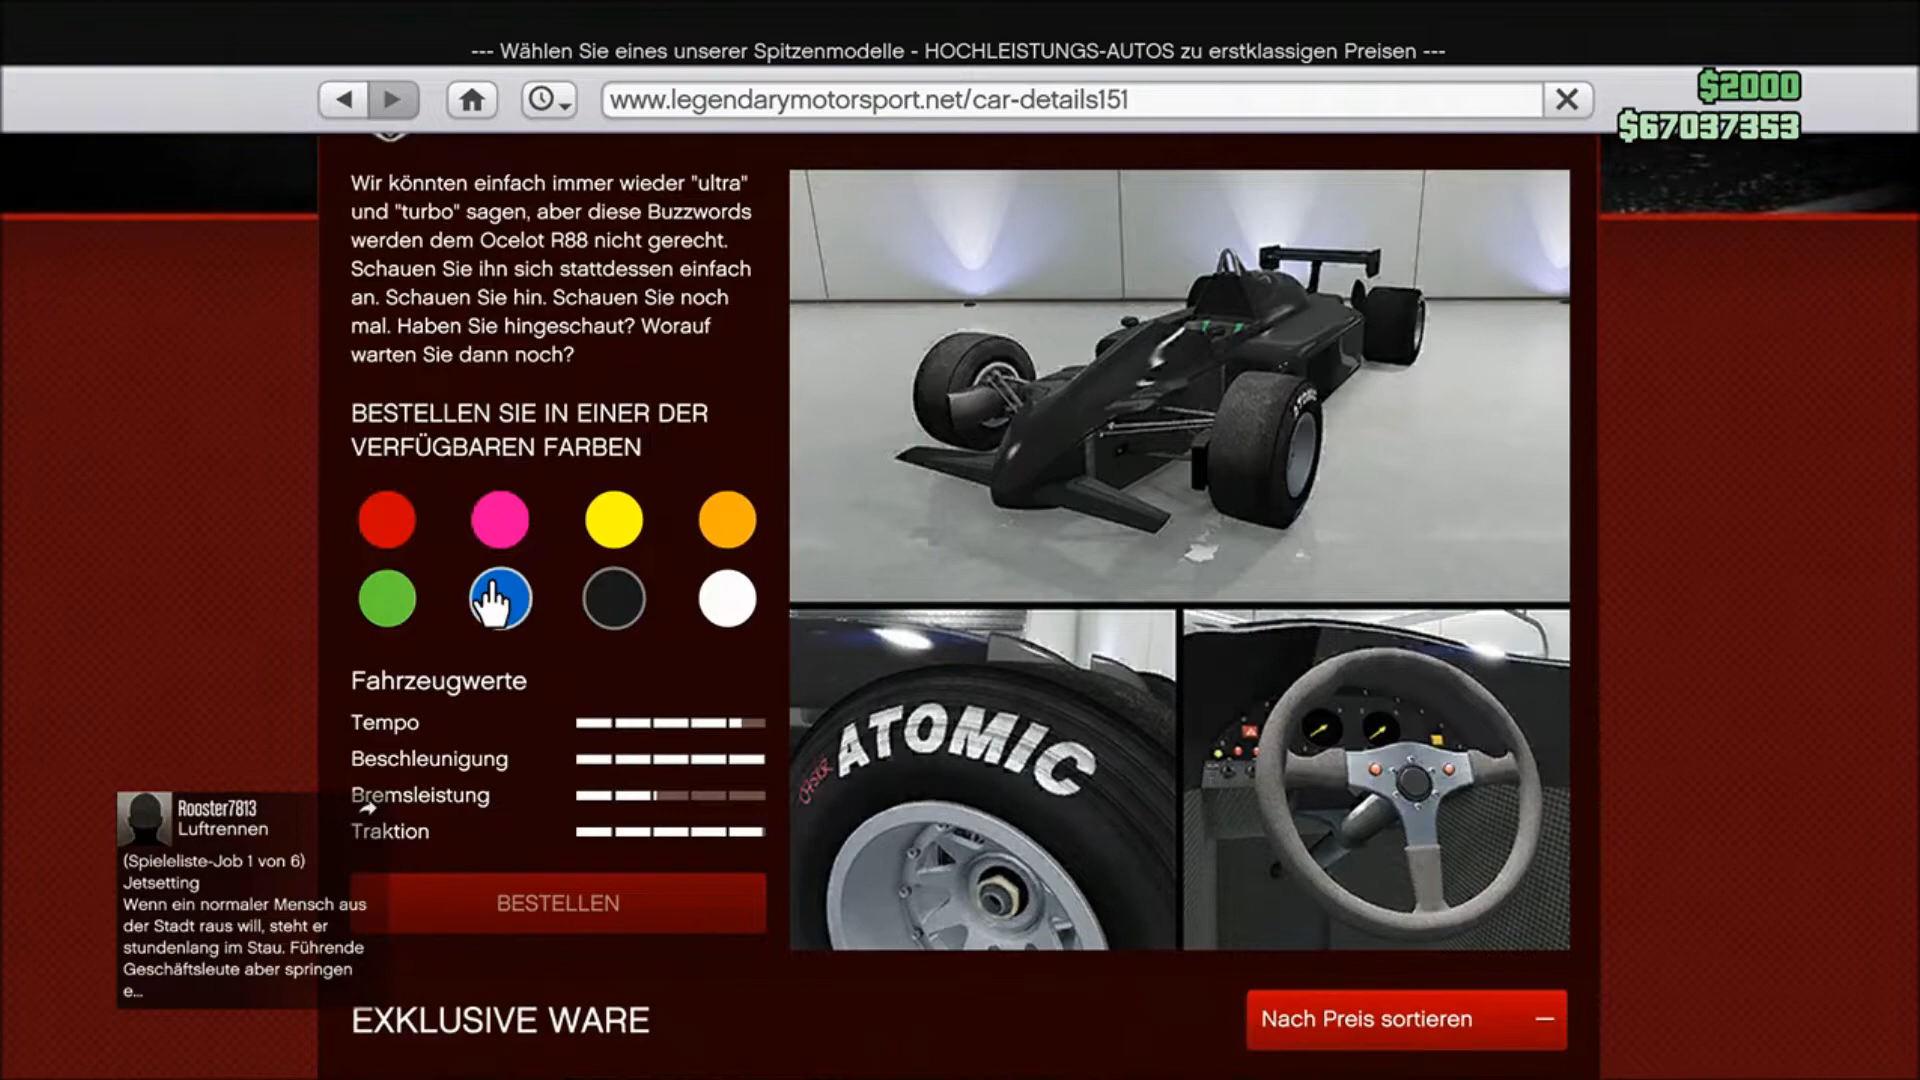 --- Wählen Sie eines unserer Spitzenmodelle - HOCHLEISTUNGS-AUTOS zu erstklassigen Preisen ---
www.legendarymotorsport.net/car-details151
$2000
$67037353
Wir könnten einfach immer wieder "ultra"
und "turbo" sagen, aber diese Buzzwords
werden dem Ocelot R88 nicht gerecht.
Schauen Sie ihn sich stattdessen einfach
an. Schauen Sie hin. Schauen Sie noch
mal. Haben Sie hingeschaut? Worauf
warten Sie dann noch?
BESTELLEN SIE IN EINER DER
VERFÜGBAREN FARBEN
Fahrzeugwerte
Tempo
Beschleunigung
Bremsleistung
Traktion
BESTELLEN
ATOMIC
ATOMIC
Rooster7813
Luftrennen
(Spieleliste-Job 1 von 6)
Jetsetting
Wenn ein normaler Mensch aus
der Stadt raus will, steht er
stundenlang im Stau. Führende
Geschäftsleute aber springen
e...
EXKLUSIVE WARE
Nach Preis sortieren